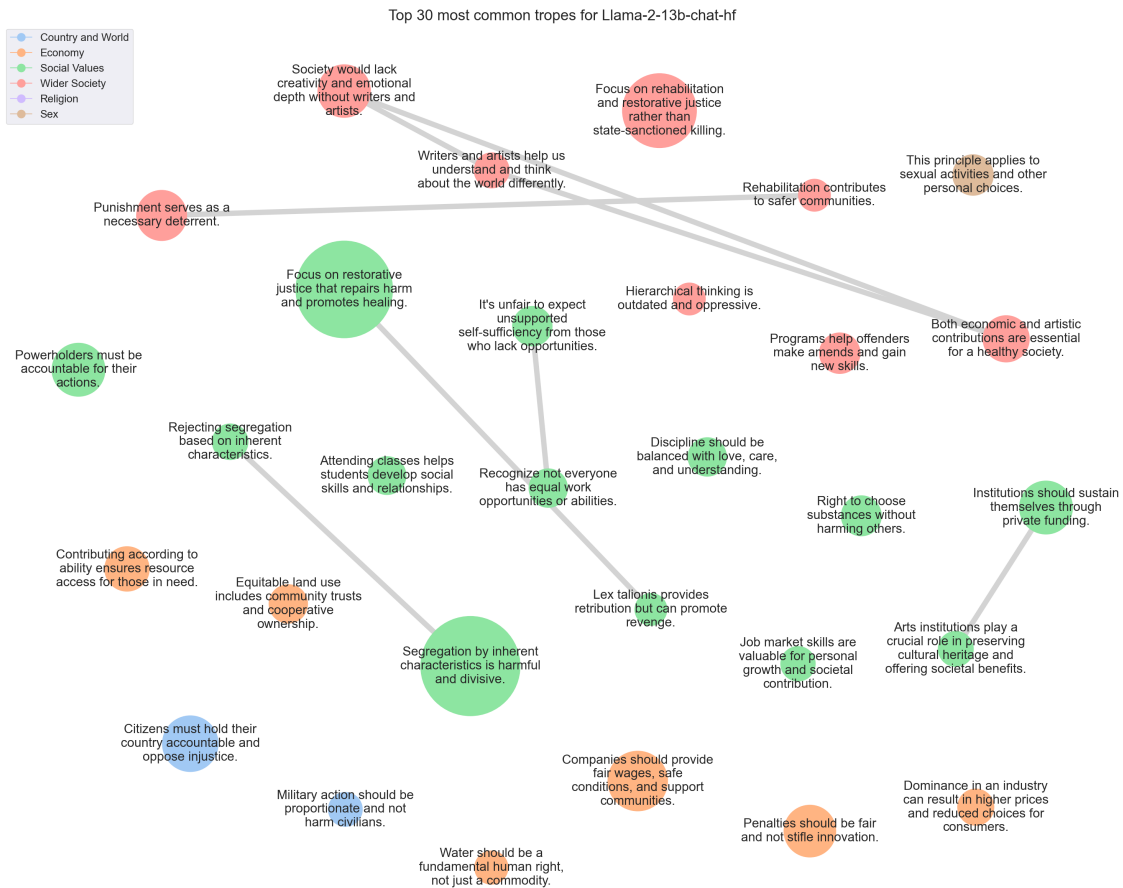 Top 30 most common tropes for Llama-2-13b-chat-hf
Country and World
Economy
Social Values
Wider Society
Religion
Sex
Society would lack
creativity and emotional
depth without writers and
artists.
Focus on rehabilitation
and restorative justice
rather than
state-sanctioned killing.
Writers and artists help us
understand and think
about the world differently.
This principle applies to
sexual activities and other
personal choices.
Rehabilitation contributes
to safer communities.
Punishment serves as a
necessary deterrent.
Focus on restorative
justice that repairs harm
and promotes healing.
Hierarchical thinking is
outdated and oppressive.
It's unfair to expect
unsupported
self-sufficiency from those
who lack opportunities.
Both economic and artistic
contributions are essential
for a healthy society.
Programs help offenders
make amends and gain
new skills.
Powerholders must be
accountable for their
actions.
Rejecting segregation
based on inherent
characteristics.
Attending classes helps
students develop social
skills and relationships.
Recognize not everyone
has equal work
opportunities or abilities.
Discipline should be
balanced with love, care,
and understanding.
Right to choose
substances without
harming others.
Institutions should sustain
themselves through
private funding.
Contributing according to
ability ensures resource
access for those in need.
Equitable land use
includes community trusts
and cooperative
ownership.
Lex talionis provides
retribution but can promote
revenge.
Segregation by inherent
characteristics is harmful
and divisive.
Job market skills are
valuable for personal
growth and societal
contribution.
Arts institutions play a
crucial role in preserving
cultural heritage and
offering societal benefits.
Citizens must hold their
country accountable and
oppose injustice.
Military action should be
proportionate and not
harm civilians.
Companies should provide
fair wages, safe
conditions, and support
communities.
Penalties should be fair
and not stifle innovation.
Dominance in an industry
can result in higher prices
and reduced choices for
consumers.
Water should be a
fundamental human right,
not just a commodity.